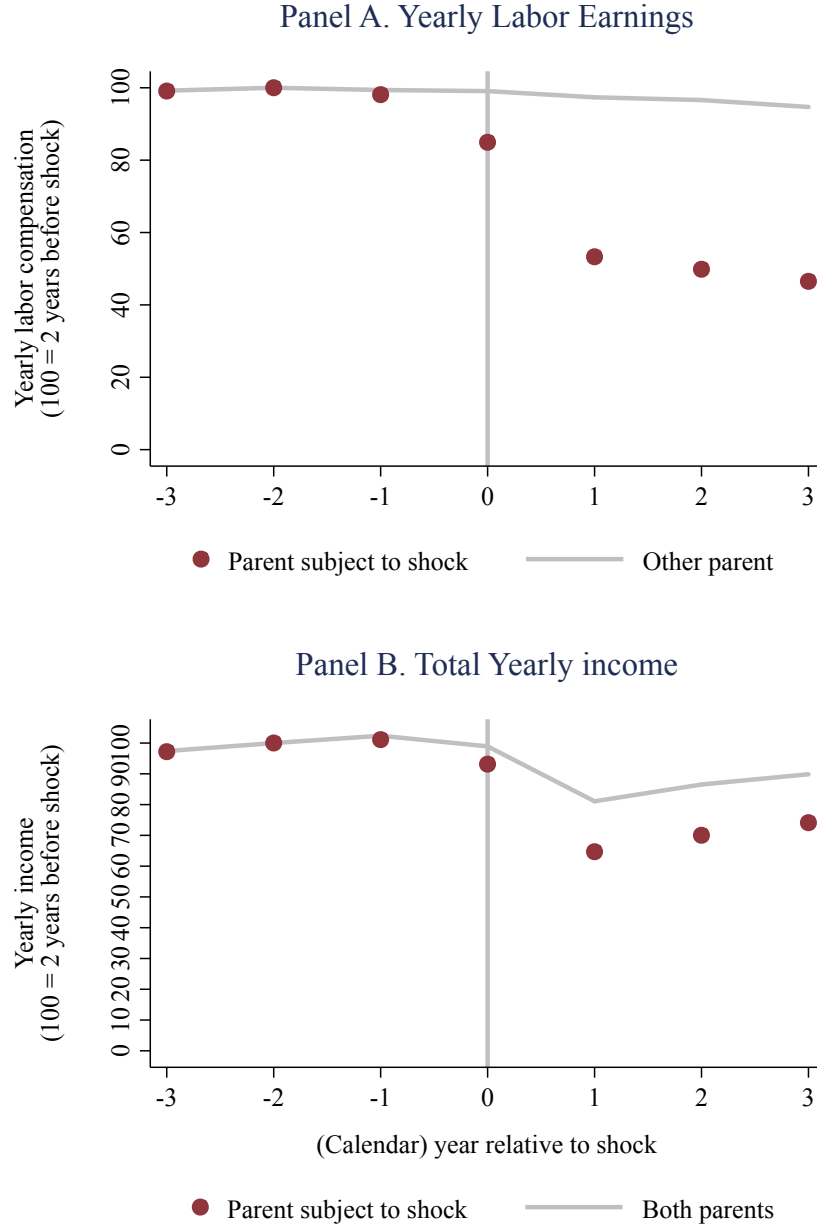 Panel A. Yearly Labor Earnings
Yearly labor compensation
(100 = 2 years before shock)
100
80
60
40
20
0
-3 -2 -1 0 1 2 3
Parent subject to shock Other parent
Panel B. Total Yearly income
Yearly income
(100 = 2 years before shock)
100
90
80
70
60
50
40
30
20
10
0
-3 -2 -1 0 1 2 3
(Calendar) year relative to shock
Parent subject to shock Both parents